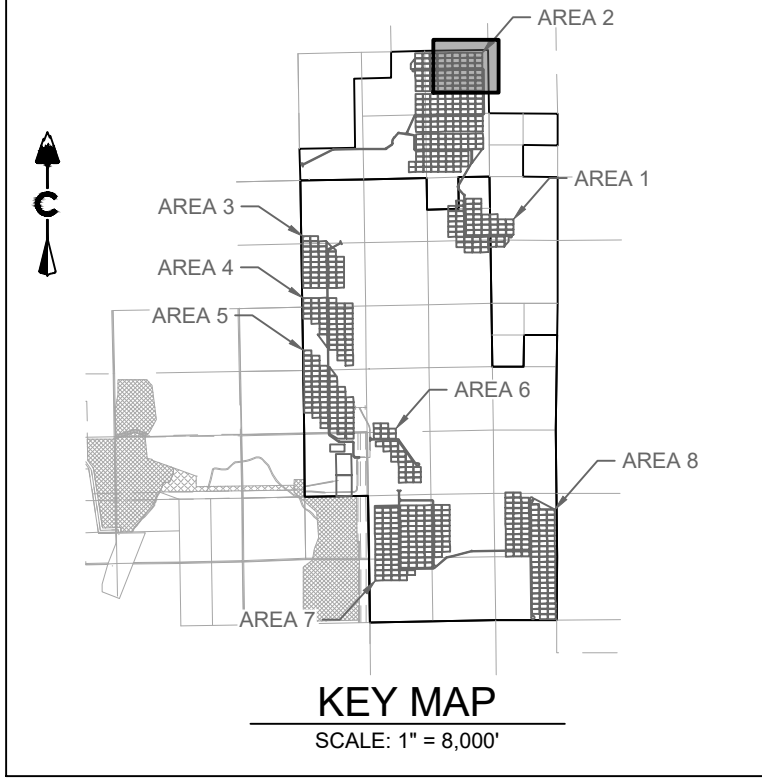 AREA 2
AREA 1
AREA 3
AREA 4
AREA 5
AREA 6
AREA 8
AREA 7
C
KEY MAP
SCALE: 1" = 8,000'